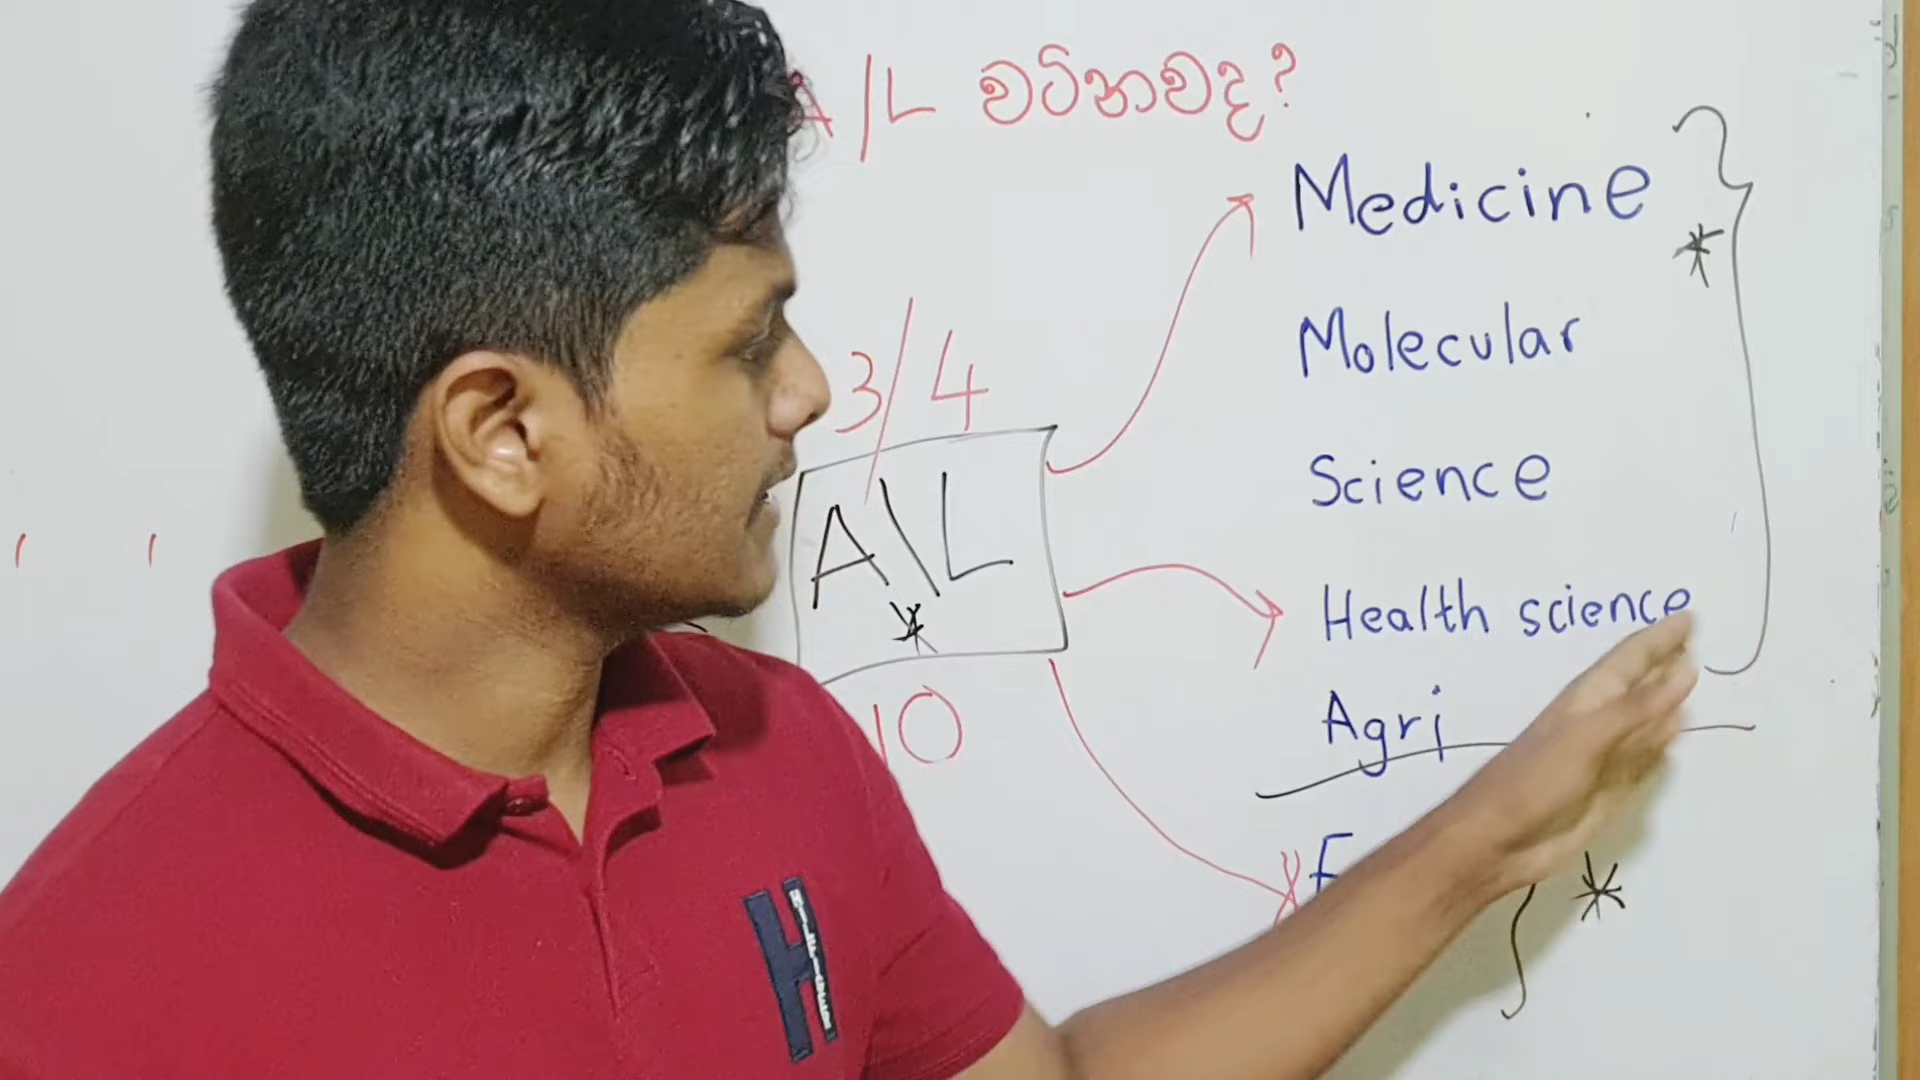 A/L වටිනවද?
Medicine
Molecular
3/4
Science
A\L
Health science
10
Agri
H